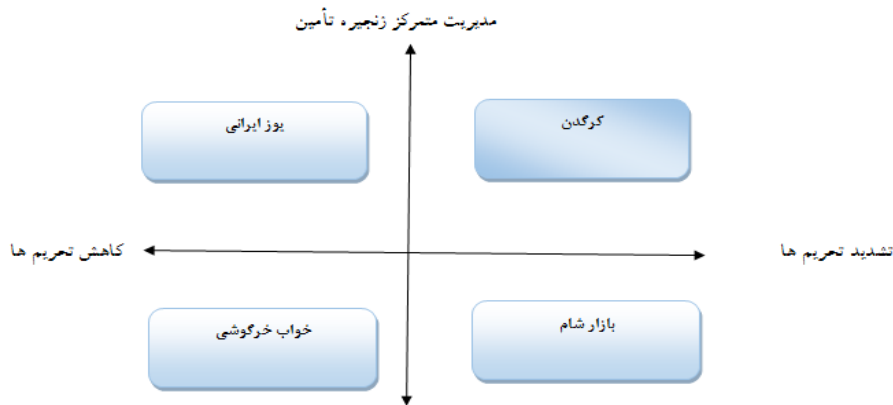 مدیریت متمرکز زنجیره تأمین
کرگدن
یوز ایرانی
تشدید تحریم ها
کاهش تحریم ها
بازار شام
خواب خرگوشی